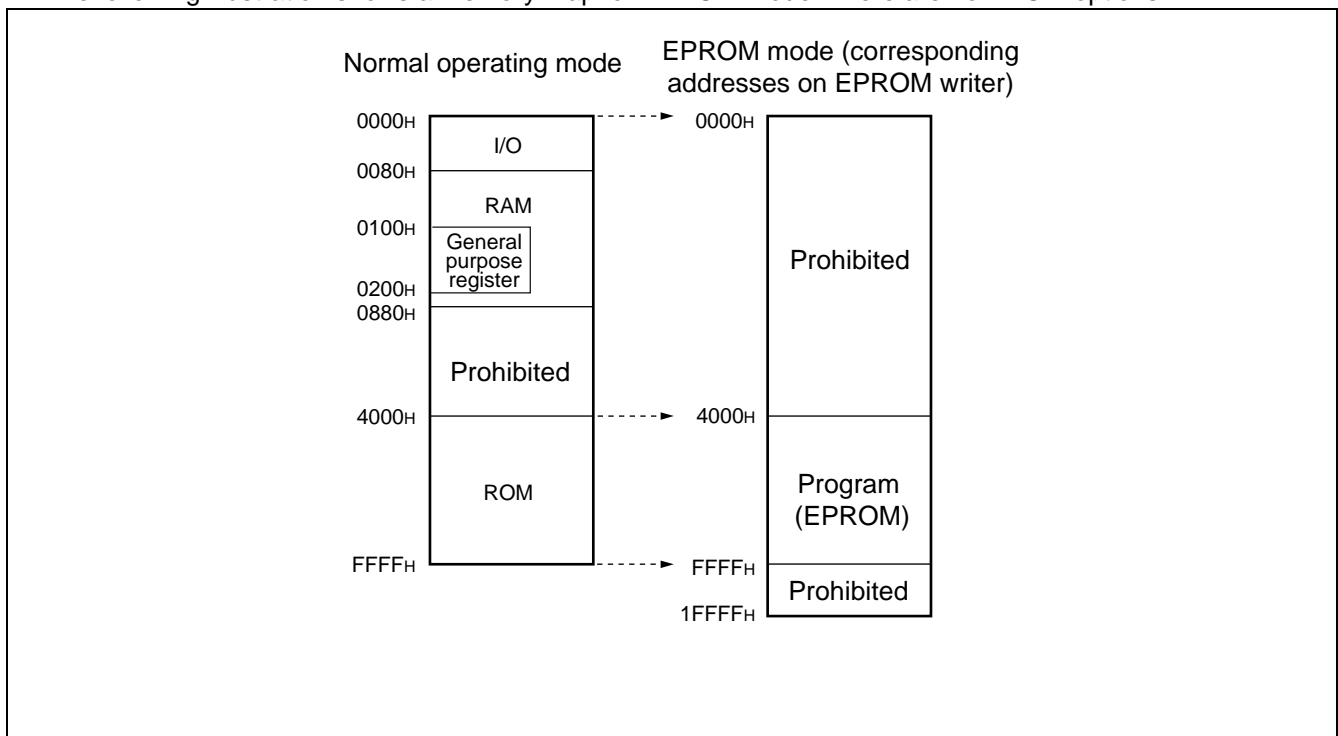 Normal operating mode
EPROM mode (corresponding
addresses on EPROM writer)
0000H
I/O
0080H
RAM
0100H
General
purpose
register
0200H
0880H
Prohibited
4000H
ROM
FFFFH
0000H
Prohibited
4000H
Program
(EPROM)
FFFFH
Prohibited
1FFFFH